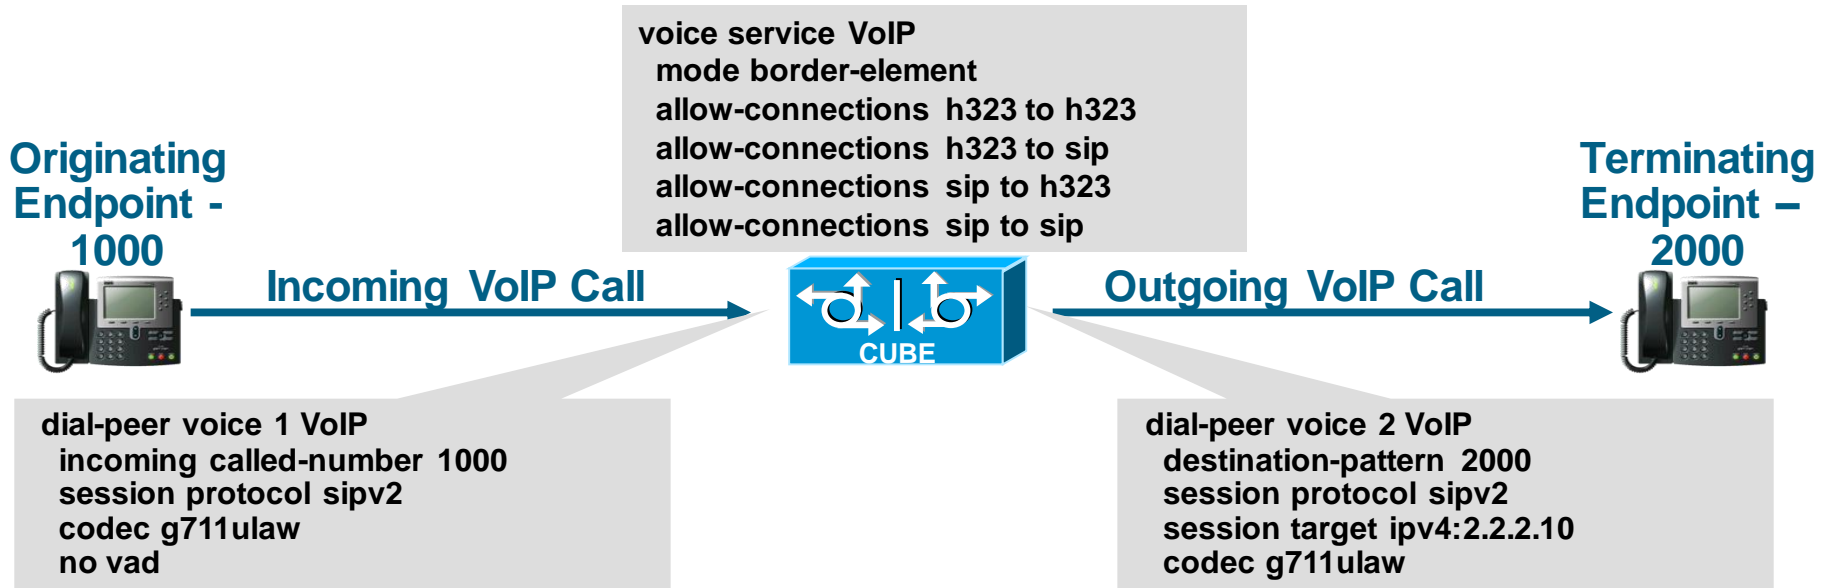 voice service VoIP
mode border-element
allow-connections h323 to h323
allow-connections h323 to sip
allow-connections sip to h323
allow-connections sip to sip
Originating
Endpoint -
1000
Incoming VoIP Call
CUBE
Outgoing VoIP Call
Terminating
Endpoint –
2000
dial-peer voice 1 VoIP
incoming called-number 1000
session protocol sipv2
codec g711ulaw
no vad
dial-peer voice 2 VoIP
destination-pattern 2000
session protocol sipv2
session target ipv4:2.2.2.10
codec g711ulaw